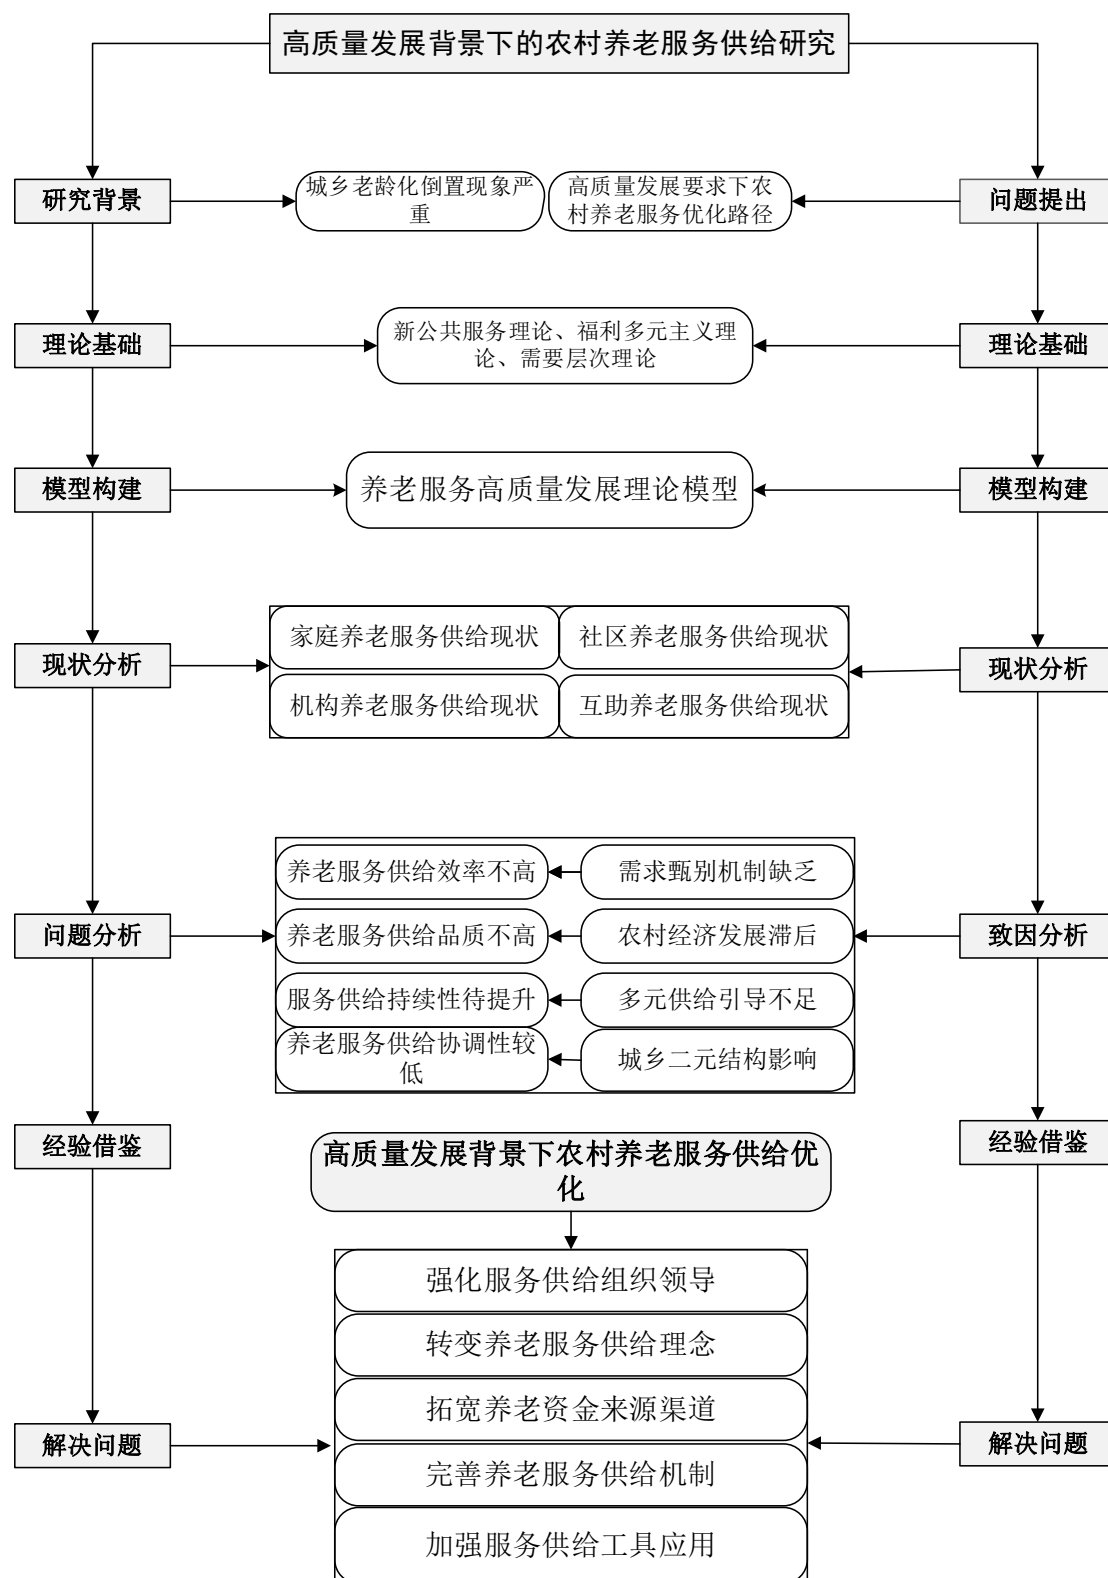 高质量发展背景下的农村养老服务供给研究
研究背景
城乡老龄化倒置现象严
重
高质量发展要求下农
村养老服务优化路径
问题提出
理论基础
新公共服务理论、福利多元主义理
论、需要层次理论
理论基础
模型构建
养老服务高质量发展理论模型
模型构建
现状分析
家庭养老服务供给现状
社区养老服务供给现状
机构养老服务供给现状
互助养老服务供给现状
现状分析
问题分析
养老服务供给效率不高
需求甄别机制缺乏
养老服务供给品质不高
农村经济发展滞后
服务供给持续性待提升
多元供给引导不足
养老服务供给协调性较
低
城乡二元结构影响
致因分析
经验借鉴
高质量发展背景下农村养老服务供给优
化
经验借鉴
解决问题
强化服务供给组织领导
转变养老服务供给理念
拓宽养老资金来源渠道
完善养老服务供给机制
加强服务供给工具应用
解决问题